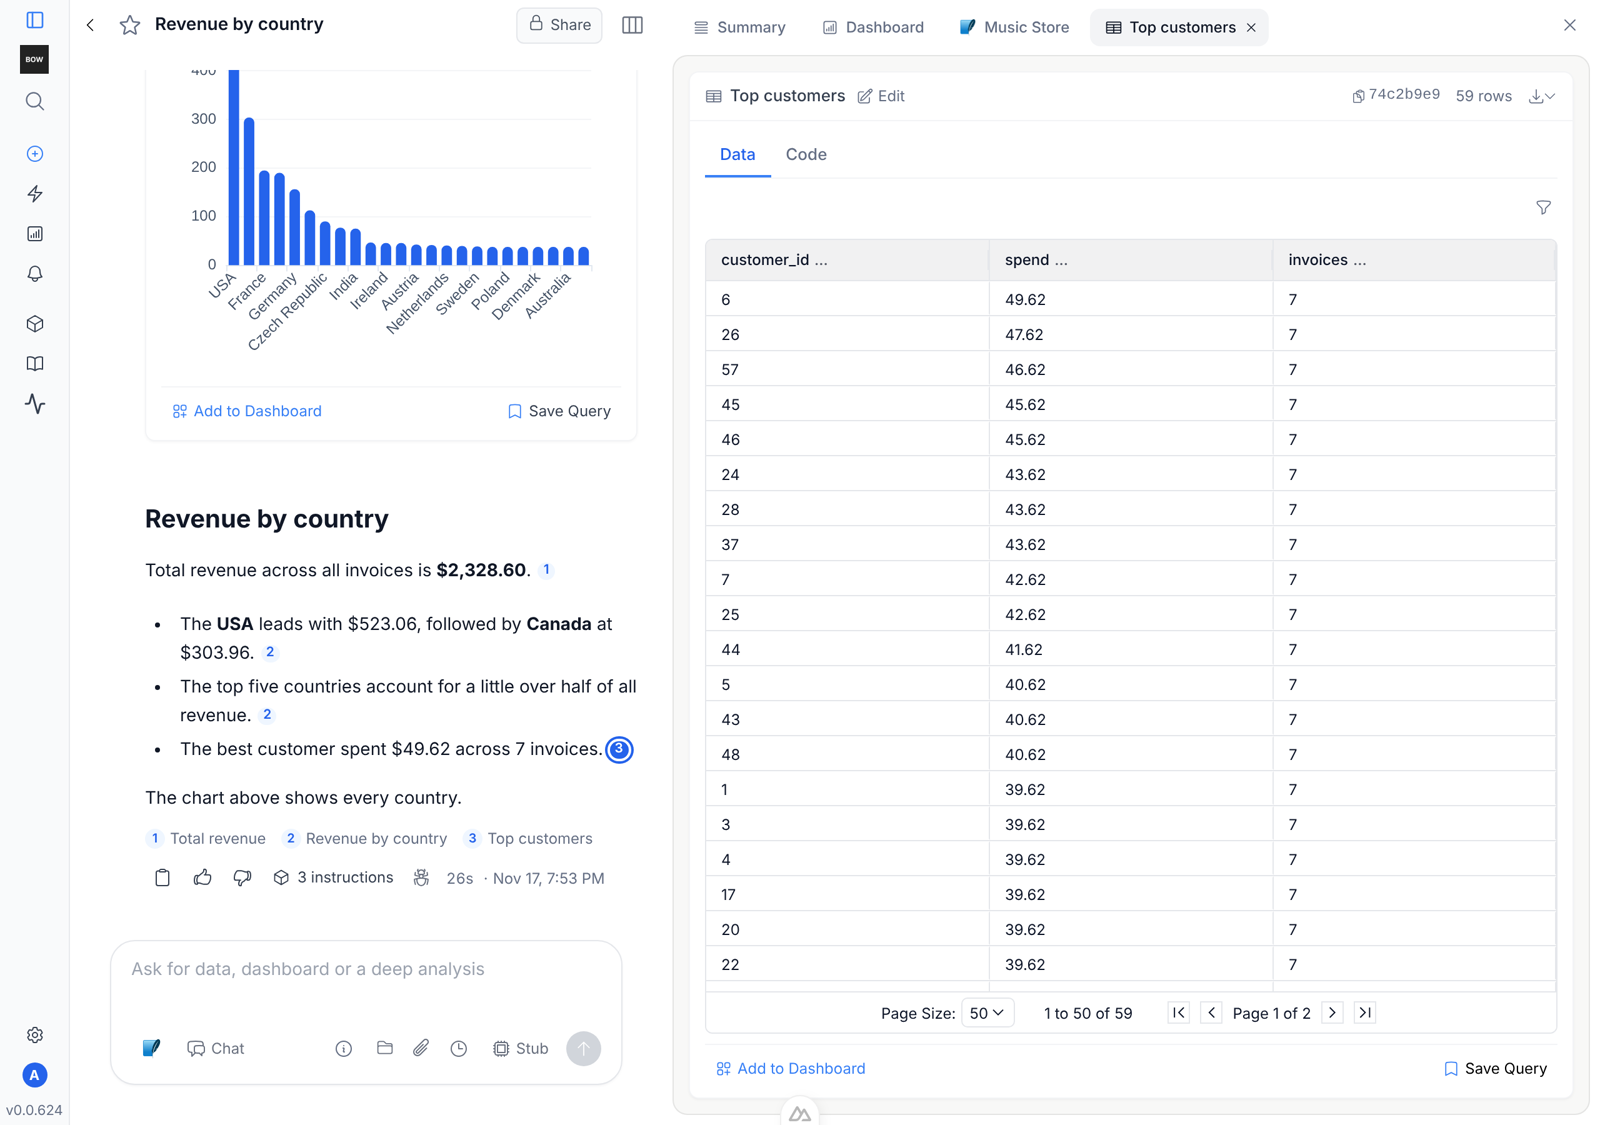 BOW
Revenue by country
Share
Summary
Dashboard
Music Store
Top customers
400
300
200
100
0
USA
France
Germany
Czech Republic
India
Ireland
Austria
Netherlands
Sweden
Poland
Denmark
Australia
Add to Dashboard
Save Query
Revenue by country
Total revenue across all invoices is $2,328.60. 1
• The USA leads with $523.06, followed by Canada at
$303.96. 2
• The top five countries account for a little over half of all
revenue. 2
• The best customer spent $49.62 across 7 invoices. 3
The chart above shows every country.
1 Total revenue 2 Revenue by country 3 Top customers
3 instructions 26s · Nov 17, 7:53 PM
Ask for data, dashboard or a deep analysis
Chat
Stub
A
v0.0.624
Top customers Edit
74c2b9e9 59 rows
Data Code
customer_id ... spend ... invoices ...
6 49.62 7
26 47.62 7
57 46.62 7
45 45.62 7
46 45.62 7
24 43.62 7
28 43.62 7
37 43.62 7
7 42.62 7
25 42.62 7
44 41.62 7
5 40.62 7
43 40.62 7
48 40.62 7
1 39.62 7
3 39.62 7
4 39.62 7
17 39.62 7
20 39.62 7
22 39.62 7
Page Size: 50 1 to 50 of 59 Page 1 of 2
Add to Dashboard
Save Query